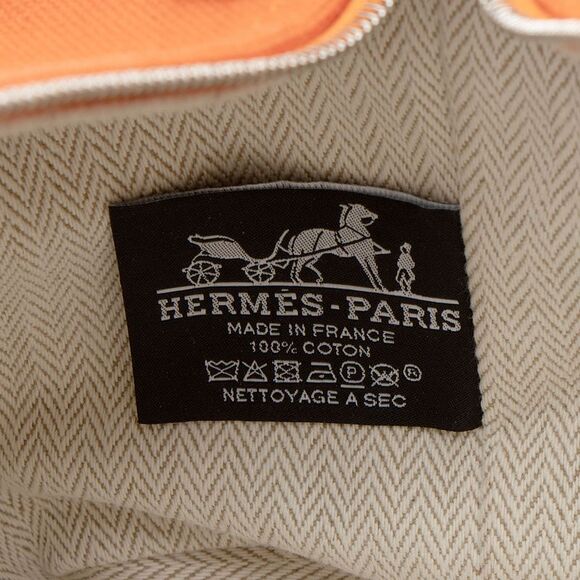 HERMÈS-PARIS
MADE IN FRANCE
100% COTON
P ®
NETTOYAGE A SEC